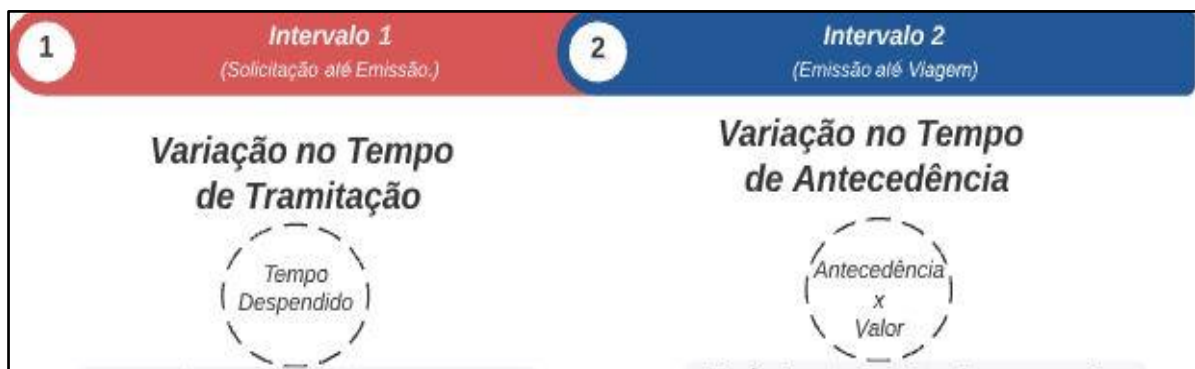 1
Intervalo 1
(Solicitação até Emissão.)
2
Intervalo 2
(Emissão até Viagem)
Variação no Tempo
de Tramitação
Tempo
Despendido
Variação no Tempo
de Antecedência
Antecedência
x
Valor